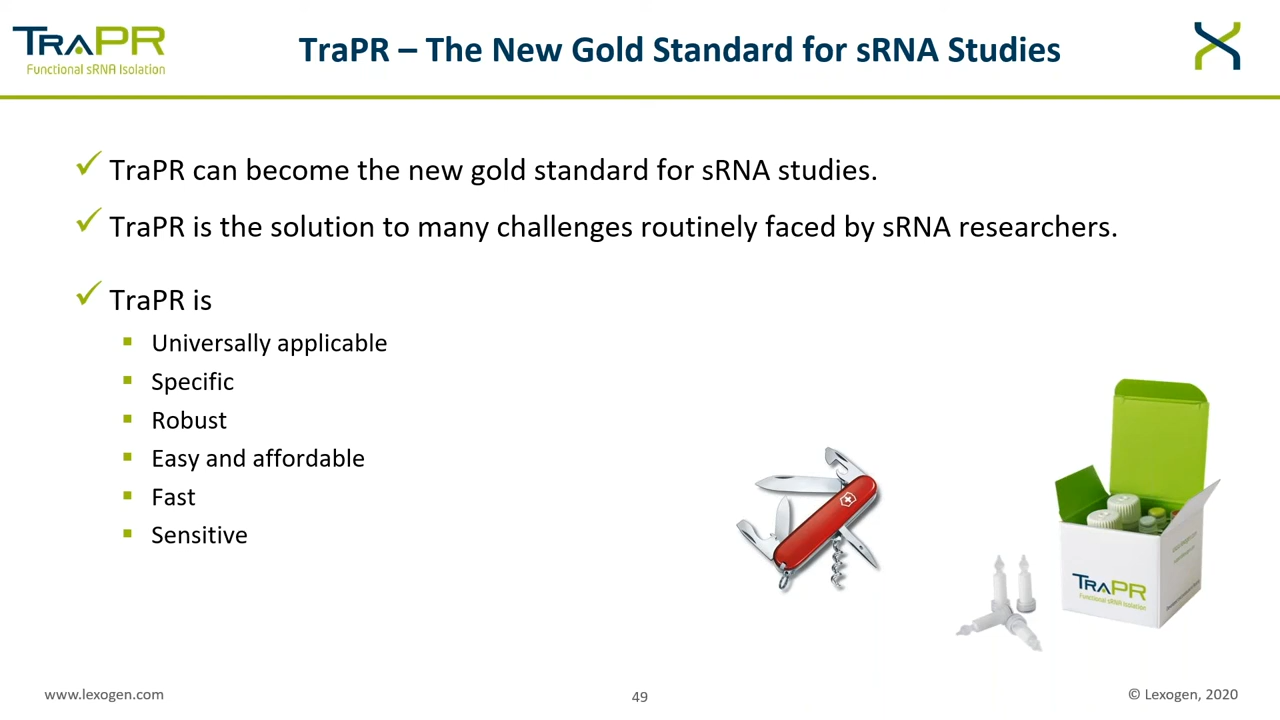 TraPR
Functional sRNA Isolation
TraPR – The New Gold Standard for sRNA Studies
TraPR can become the new gold standard for sRNA studies.
TraPR is the solution to many challenges routinely faced by sRNA researchers.
TraPR is
Universally applicable
Specific
Robust
Easy and affordable
Fast
Sensitive
TraPR
Functional sRNA Isolation
www.lexogen.com
49
© Lexogen, 2020